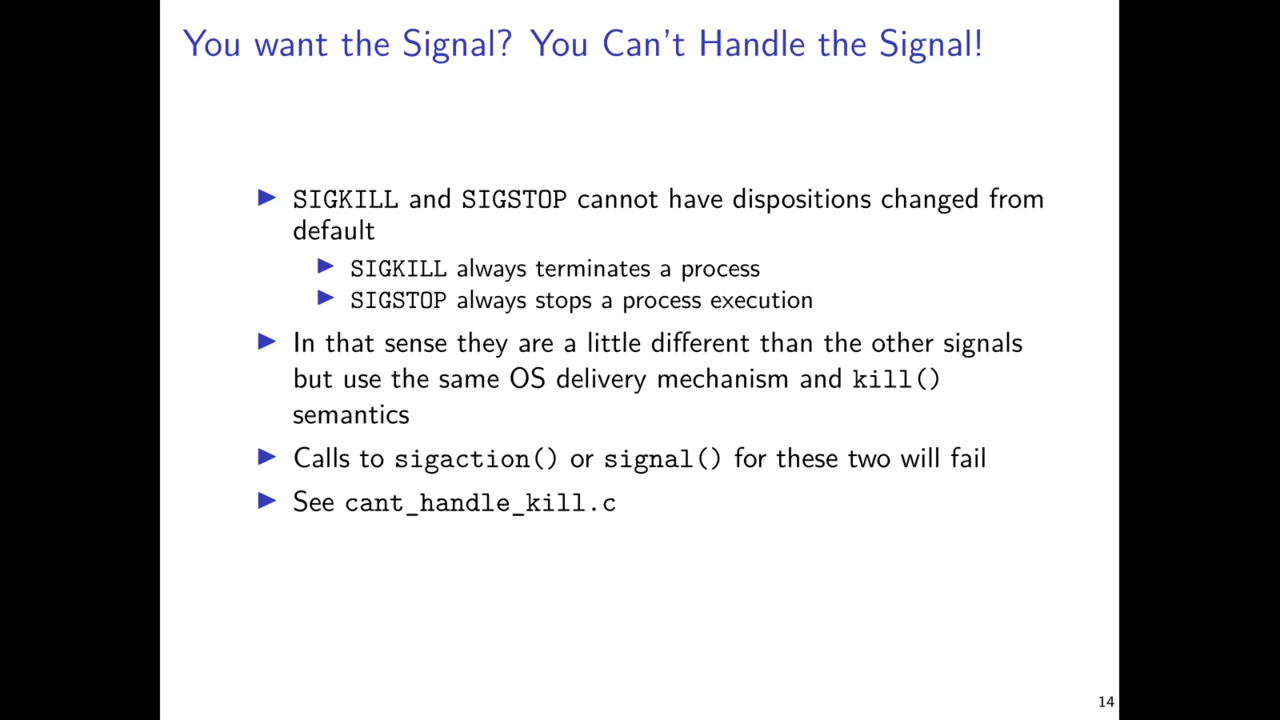 You want the Signal? You Can't Handle the Signal!
SIGKILL and SIGSTOP cannot have dispositions changed from
default
SIGKILL always terminates a process
SIGSTOP always stops a process execution
In that sense they are a little different than the other signals
but use the same OS delivery mechanism and kill()
semantics
Calls to sigaction() or signal() for these two will fail
See cant_handle_kill.c
14